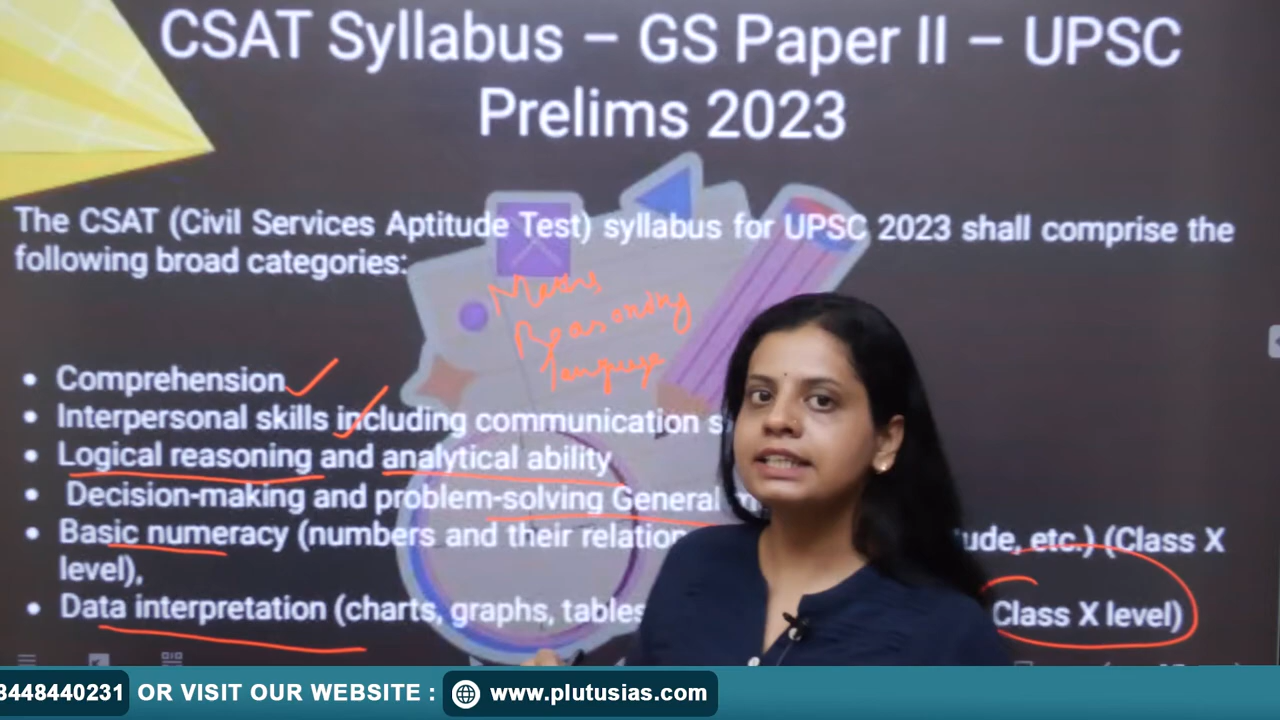 CSAT Syllabus – GS Paper II – UPSC
Prelims 2023
The CSAT (Civil Services Aptitude Test) syllabus for UPSC 2023 shall comprise the
following broad categories:
Maths
Reasoning
language
• Comprehension
• Interpersonal skills including communication
• Logical reasoning and analytical ability
• Decision-making and problem-solving General
• Basic numeracy (numbers and their etc.) (Class X
level),
• Data interpretation (charts, graphs, tables Class X level)
8448440231 OR VISIT OUR WEBSITE : www.plutusias.com